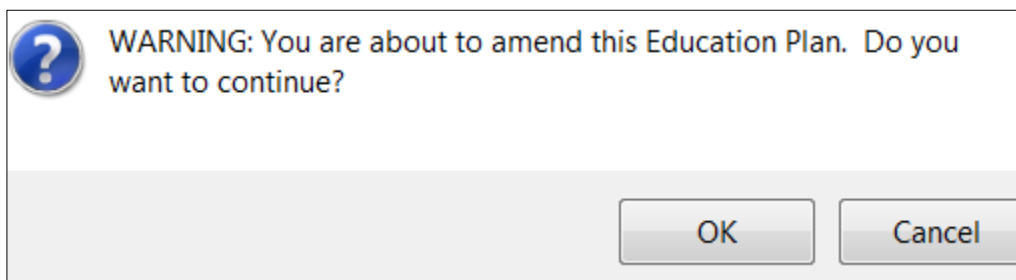 WARNING: You are about to amend this Education Plan.  Do you
want to continue?
OK
Cancel